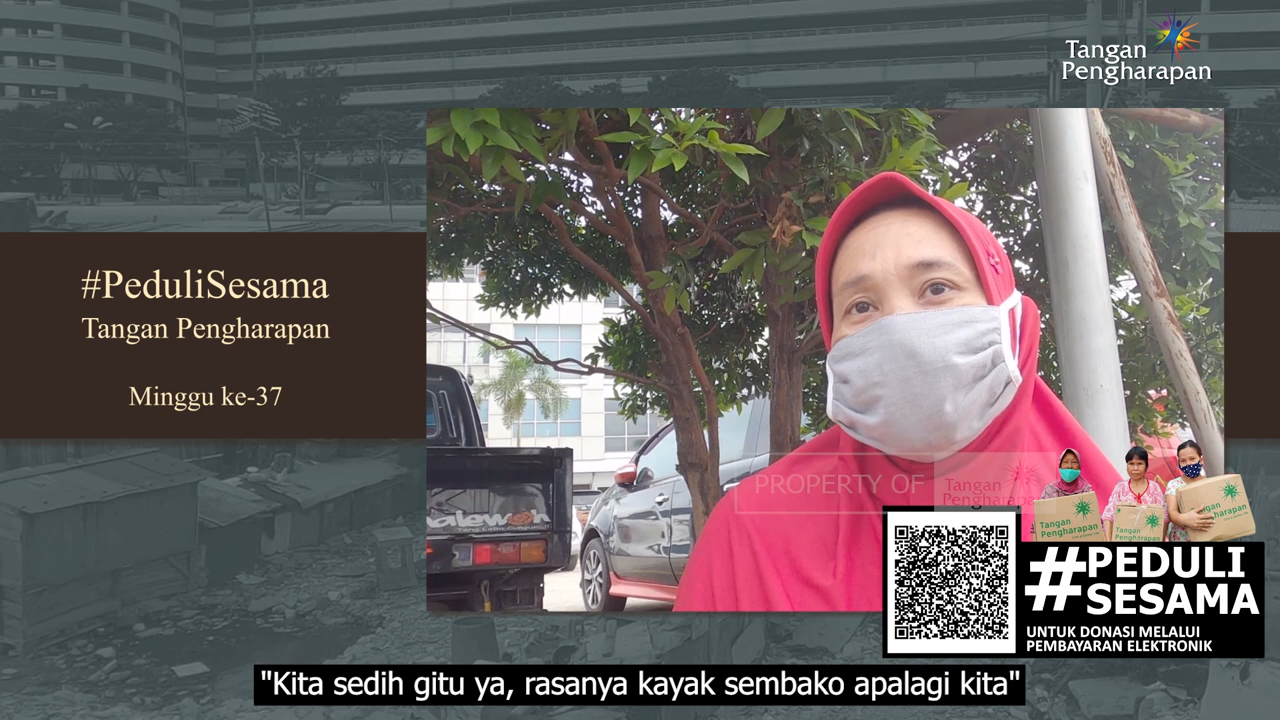 Tangan
Pengharapan
#PeduliSesama
Tangan Pengharapan
Minggu ke-37
PROPERTY OF
Tangan
Pengharapan
Tangan
Pengharapan
Tangan
Pengharapan
Pengharapan
#PEDULI
SESAMA
UNTUK DONASI MELALUI
PEMBAYARAN ELEKTRONIK
"Kita sedih gitu ya, rasanya kayak sembako apalagi kita"